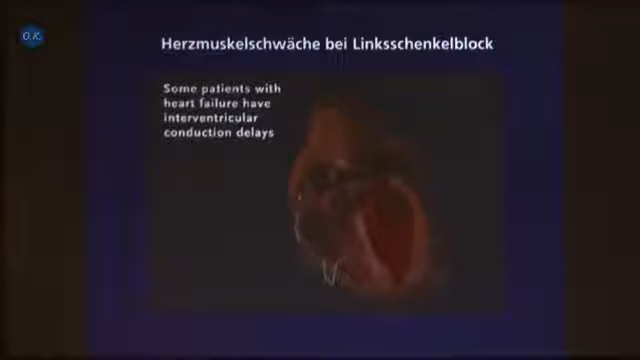 O.K.
Herzmuskelschwäche bei Linksschenkelblock
Some patients with
heart failure have
interventricular
conduction delays